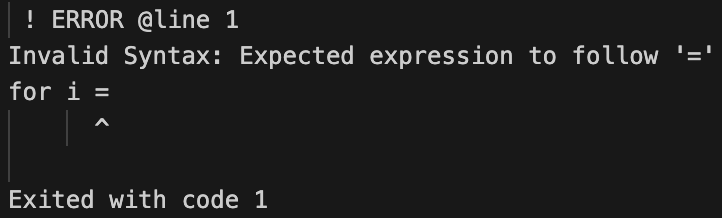 ! ERROR @line 1
Invalid Syntax: Expected expression to follow '='
for i =
^
Exited with code 1